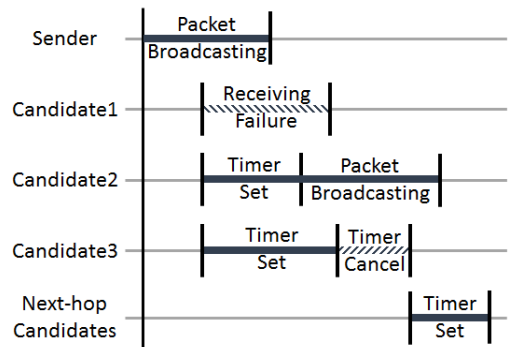 Sender
Packet
Broadcasting
Candidate1
Receiving
Failure
Candidate2
Timer
Set
Packet
Broadcasting
Candidate3
Timer
Set
Timer
Cancel
Next-hop
Candidates
Timer
Set